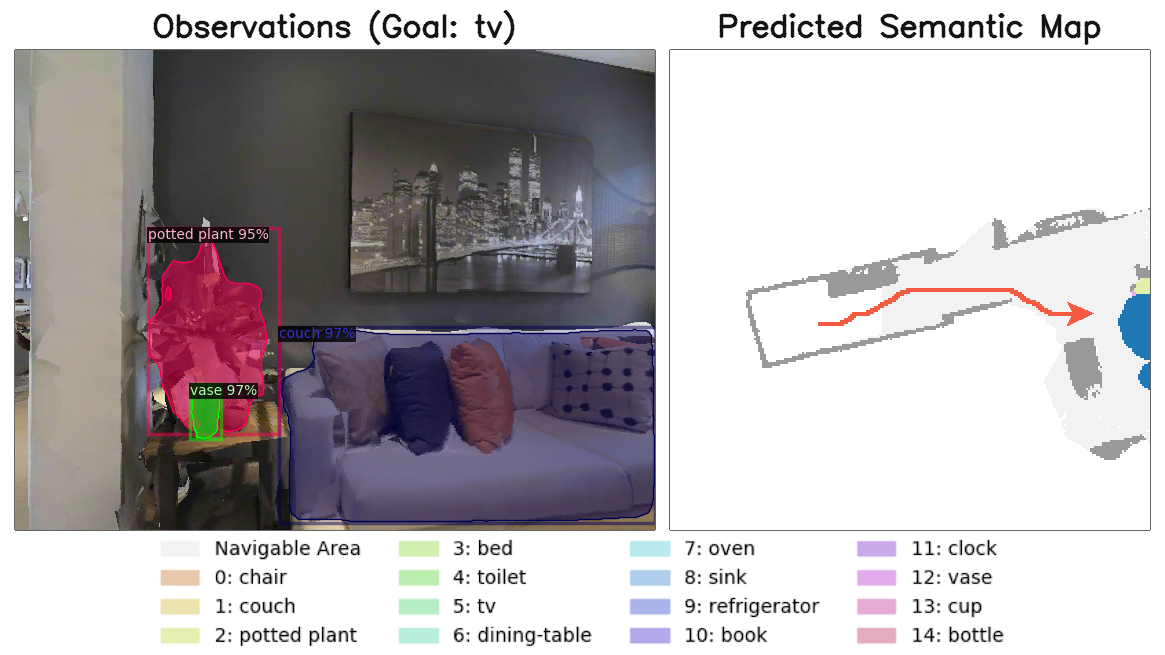 Observations (Goal: tv)
Predicted Semantic Map
potted plant 95%
couch 97%
vase 97%
Navigable Area
0: chair
1: couch
2: potted plant
3: bed
4: toilet
5: tv
6: dining-table
7: oven
8: sink
9: refrigerator
10: book
11: clock
12: vase
13: cup
14: bottle